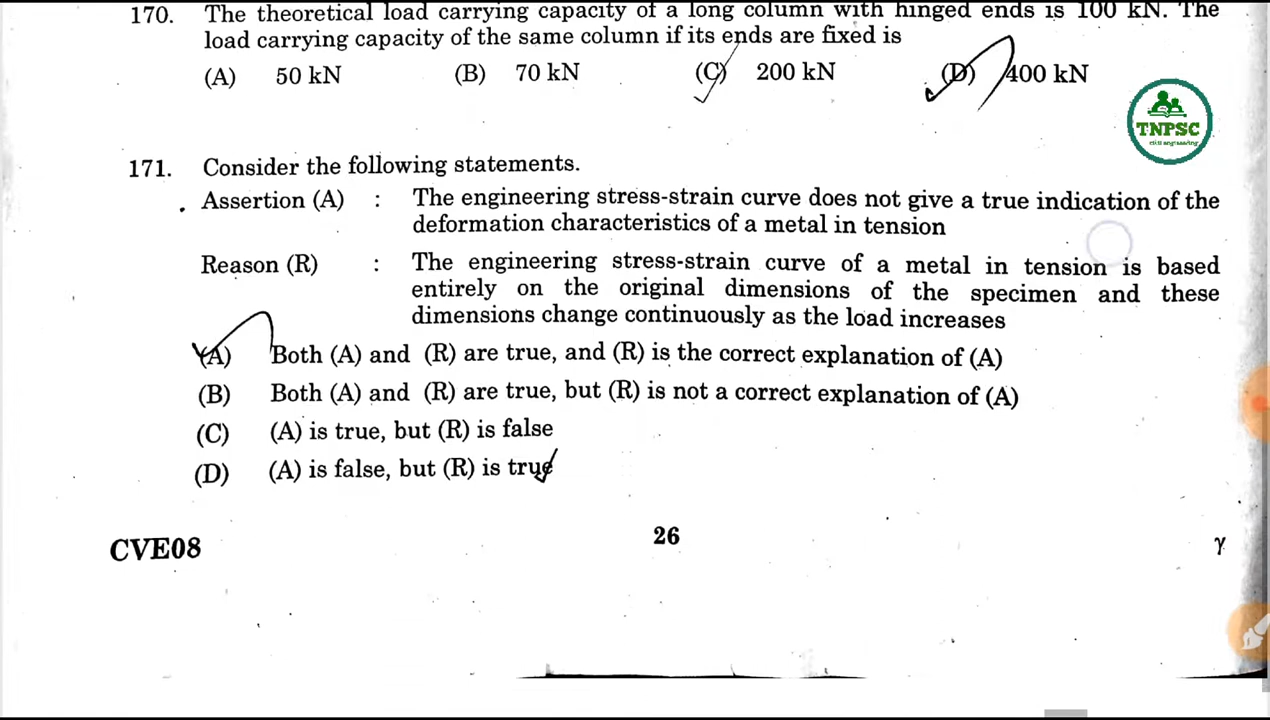 170. The theoretical load carrying capacity of a long column with hinged ends is 100 kN. The
load carrying capacity of the same column if its ends are fixed is
(A) 50 kN (B) 70 kN (C) 200 kN (D) 400 kN
TNPSC
civil engineering
171. Consider the following statements.
Assertion (A) : The engineering stress-strain curve does not give a true indication of the
deformation characteristics of a metal in tension
Reason (R) : The engineering stress-strain curve of a metal in tension is based
entirely on the original dimensions of the specimen and these
dimensions change continuously as the load increases
(A) Both (A) and (R) are true, and (R) is the correct explanation of (A)
(B) Both (A) and (R) are true, but (R) is not a correct explanation of (A)
(C) (A) is true, but (R) is false
(D) (A) is false, but (R) is true
CVE08 26 γ